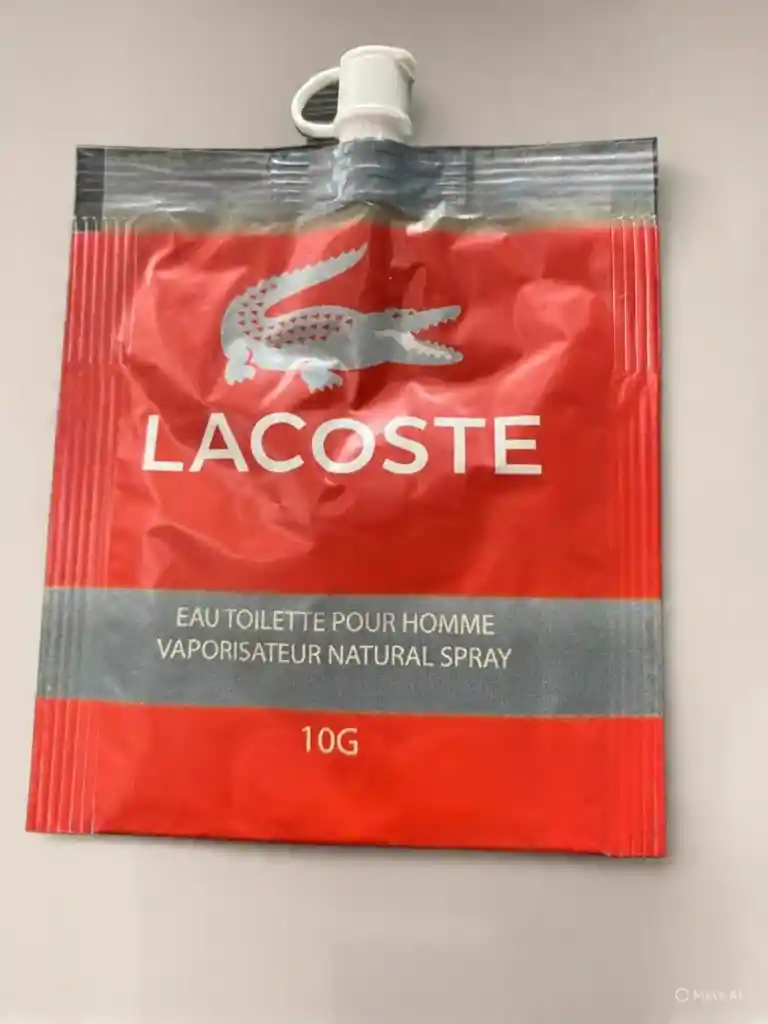 LACOSTE
EAU TOILETTE POUR HOMME
VAPORISATEUR NATURAL SPRAY
10G